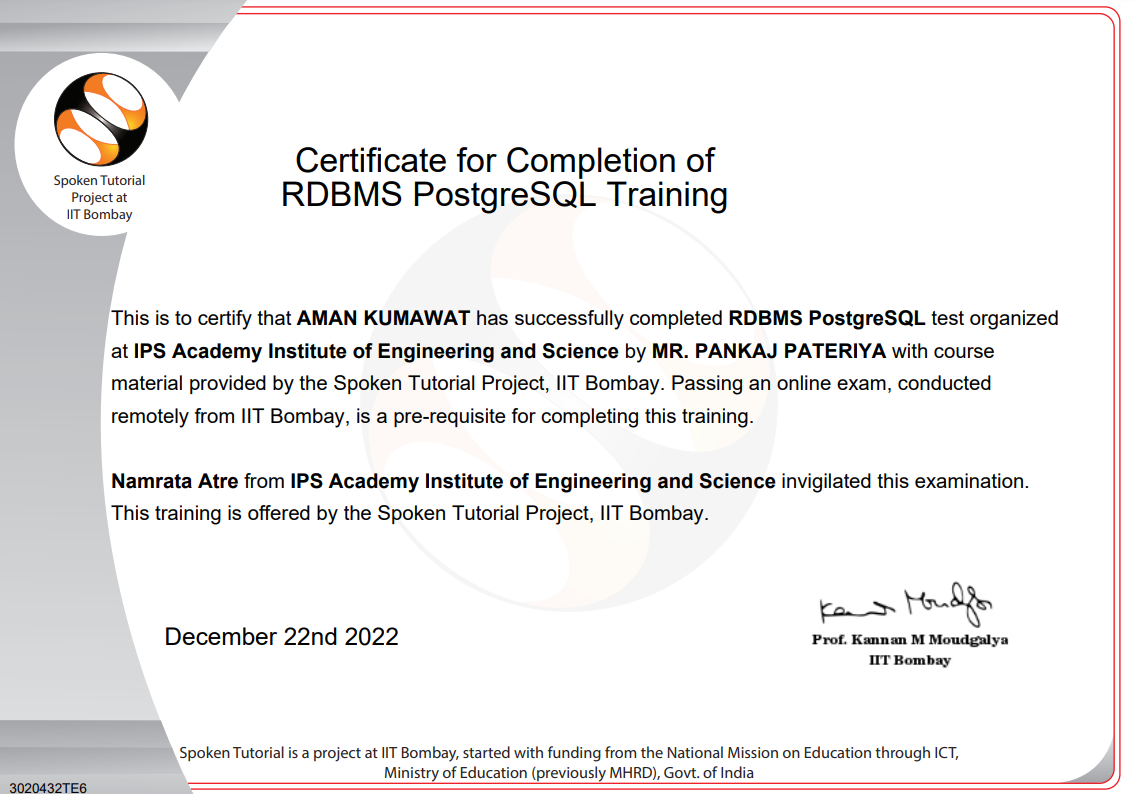 Spoken Tutorial
Project at
IIT Bombay
Certificate for Completion of
RDBMS PostgreSQL Training
This is to certify that AMAN KUMAWAT has successfully completed RDBMS PostgreSQL test organized
at IPS Academy Institute of Engineering and Science by MR. PANKAJ PATERIYA with course
material provided by the Spoken Tutorial Project, IIT Bombay. Passing an online exam, conducted
remotely from IIT Bombay, is a pre-requisite for completing this training.
Namrata Atre from IPS Academy Institute of Engineering and Science invigilated this examination.
This training is offered by the Spoken Tutorial Project, IIT Bombay.
December 22nd 2022
Prof. Kannan M Moudgalya
IIT Bombay
Spoken Tutorial is a project at IIT Bombay, started with funding from the National Mission on Education through ICT,
Ministry of Education (previously MHRD), Govt. of India
3020432TE6